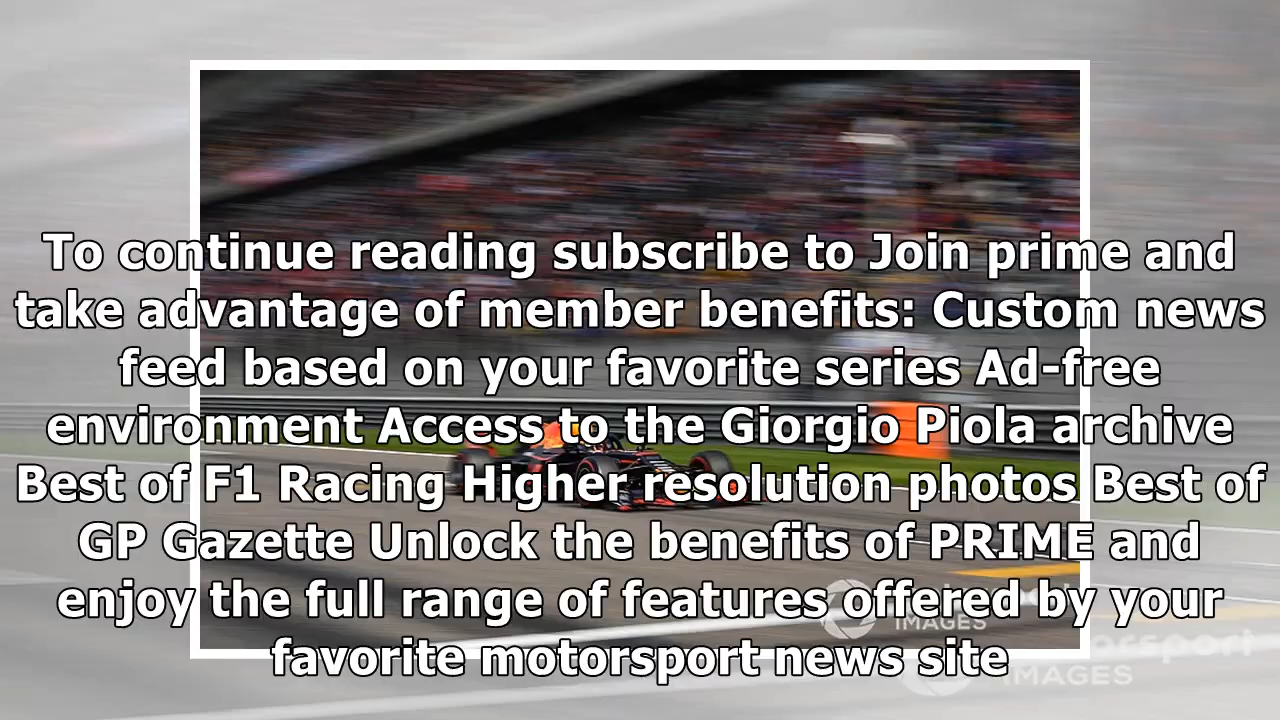 To continue reading subscribe to Join prime and
take advantage of member benefits: Custom news
feed based on your favorite series Ad-free
environment Access to the Giorgio Piola archive
Best of F1 Racing Higher resolution photos Best of
GP Gazette Unlock the benefits of PRIME and
enjoy the full range of features offered by your
favorite motorsport news site
IMAGES
motorsport
IMAGES